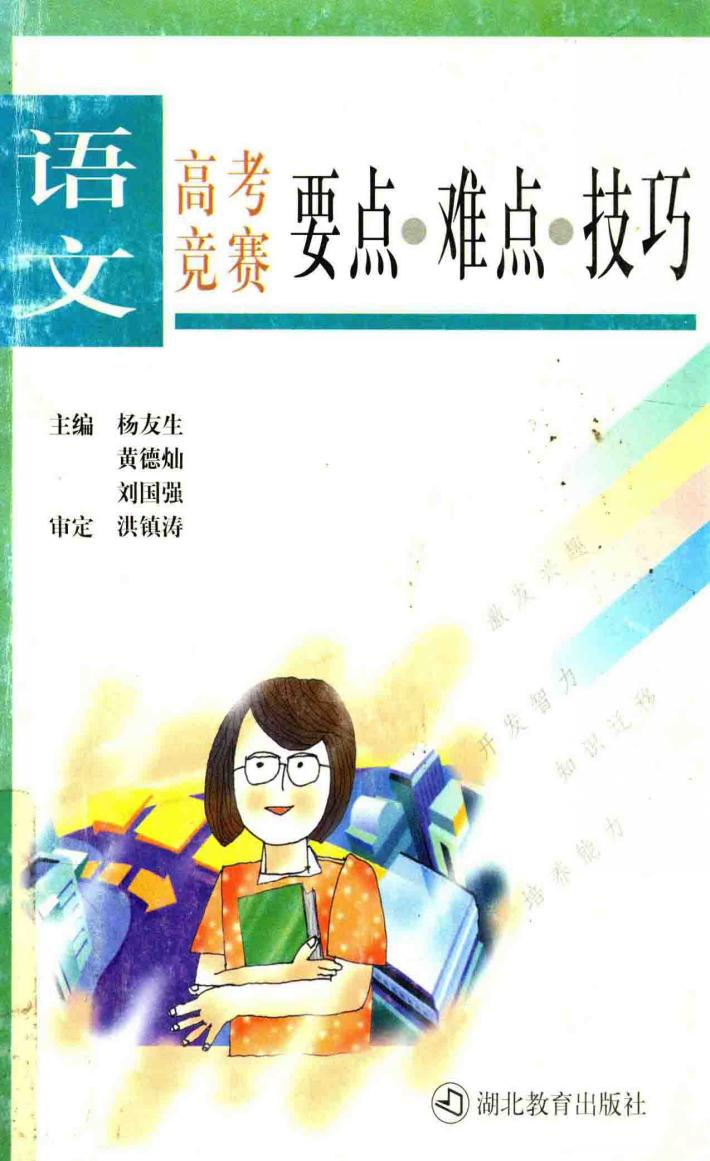 语文
高考
竞赛
要点·难点·技巧
主编 杨友生
黄德灿
刘国强
审定 洪镇涛
激发兴趣
开发智力
知识迁移
培养能力
湖北教育出版社